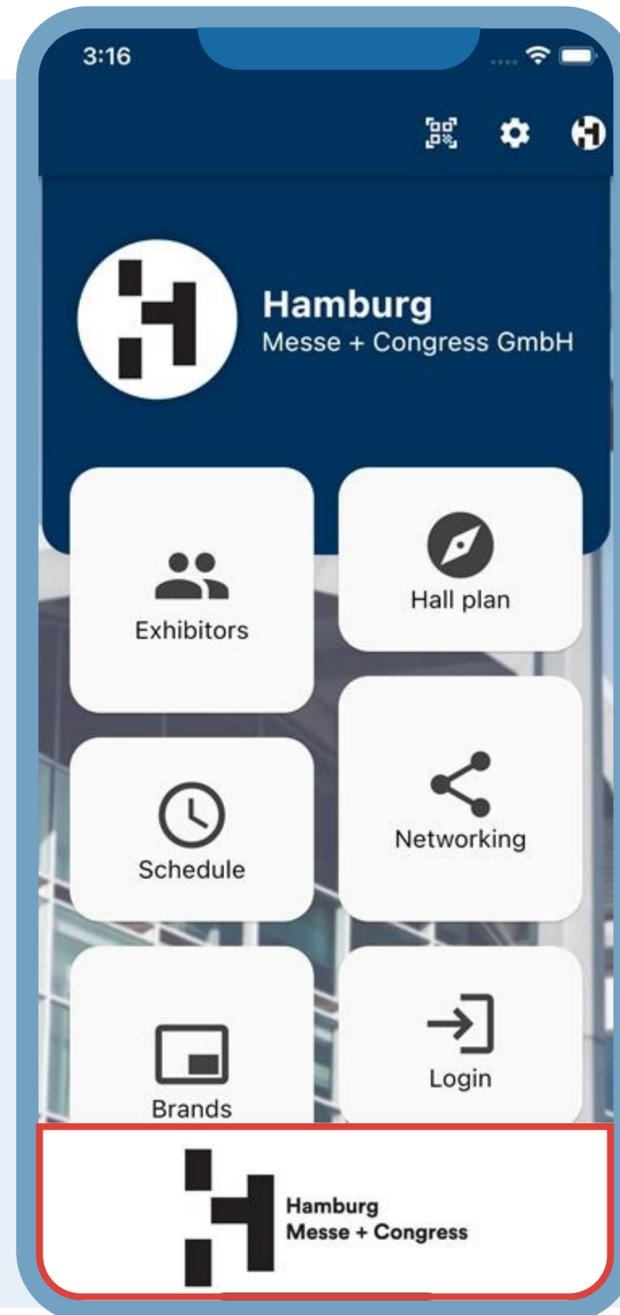 3:16
Hamburg
Messe + Congress GmbH
Exhibitors
Hall plan
Schedule
Networking
Brands
Login
Hamburg
Messe + Congress